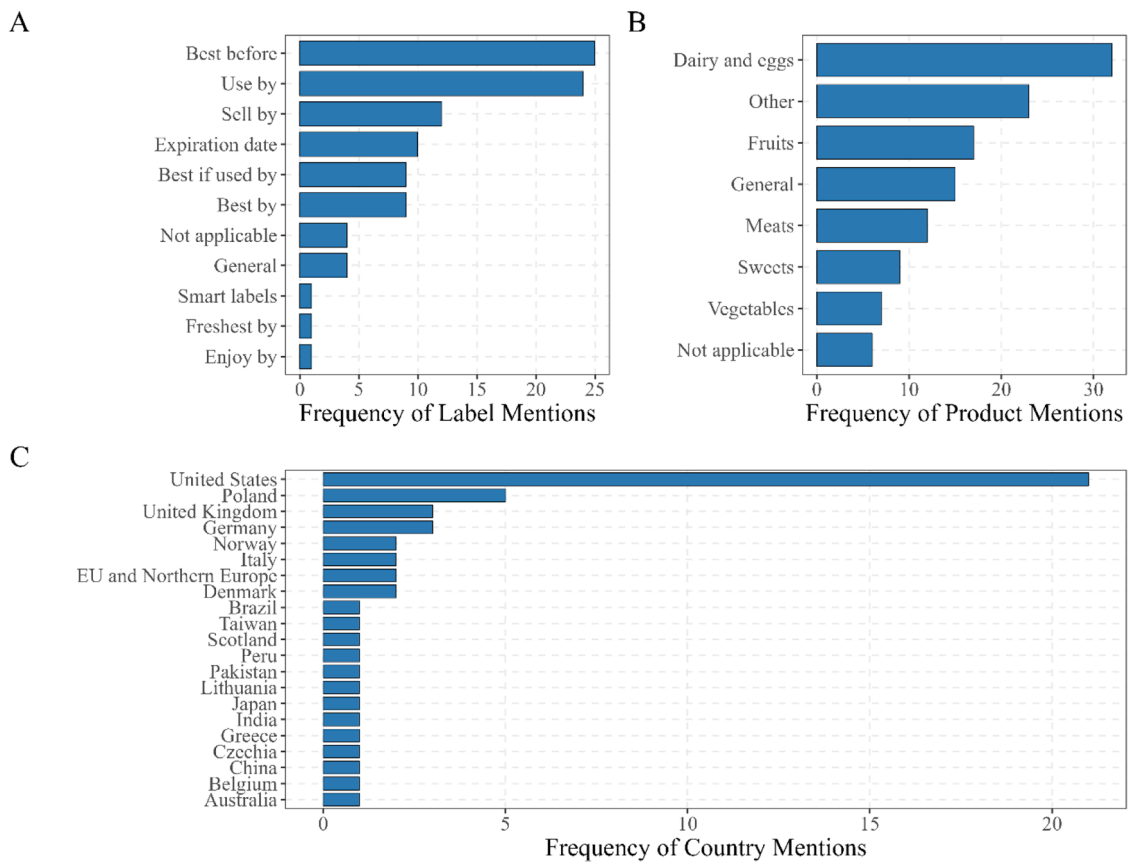 A
Best before
Use by
Sell by
Expiration date
Best if used by
Best by
Not applicable
General
Smart labels
Freshest by
Enjoy by
0 5 10 15 20 25
Frequency of Label Mentions
B
Dairy and eggs
Other
Fruits
General
Meats
Sweets
Vegetables
Not applicable
0 10 20 30
Frequency of Product Mentions
C
United States
Poland
United Kingdom
Germany
Norway
Italy
EU and Northern Europe
Denmark
Brazil
Taiwan
Scotland
Peru
Pakistan
Lithuania
Japan
India
Greece
Czechia
China
Belgium
Australia
0 5 10 15 20
Frequency of Country Mentions